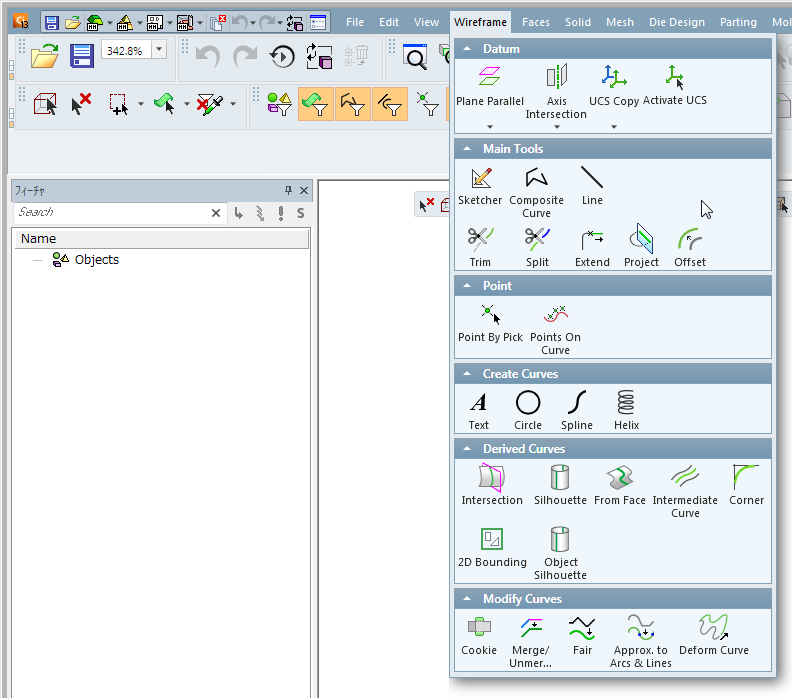 File Edit View Wireframe Faces Solid Mesh Die Design Parting Mol
342.8%
Datum
Plane Parallel Axis Intersection UCS Copy Activate UCS
Main Tools
Sketcher Composite Curve Line
Trim Split Extend Project Offset
Point
Point By Pick Points On Curve
Create Curves
A
Text Circle Spline Helix
Derived Curves
Intersection Silhouette From Face Intermediate Curve Corner
2D Bounding Object Silhouette
Modify Curves
Cookie Merge/ Unmer... Fair Approx. to Arcs & Lines Deform Curve
フィーチャ
Search
S
Name
Objects